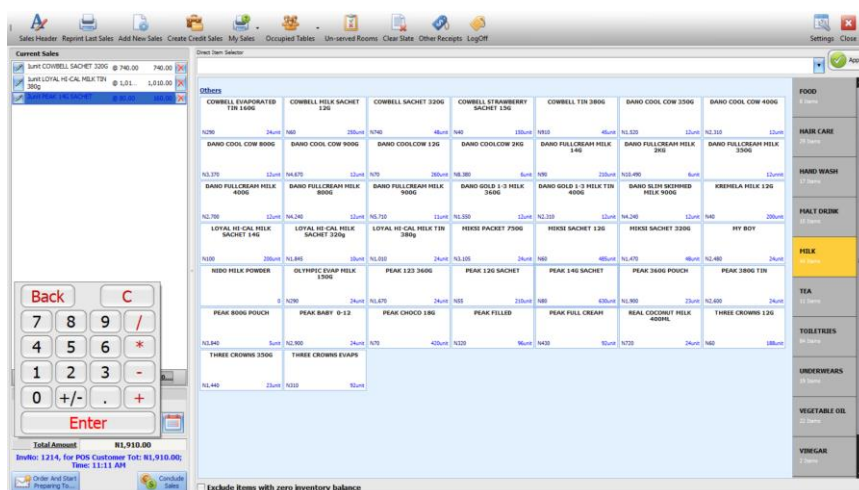 Sales Header Reprint Last Sales Add New Sales Create Credit Sales My Sales Occupied Tables Un-served Rooms Clear Slate Other Receipts LogOff Settings Close
Current Sales
1unit COWBELL SACHET 320G @ 740.00 740.00
1unit LOYAL HI-CAL MILK TIN 380g @ 1,01... 1,010.00
PEAK 14G SACHET @ 80.00 160.00
Direct Item Selector
App
Others
COWBELL EVAPORATED TIN 160G COWBELL MILK SACHET 12G COWBELL SACHET 320G COWBELL STRAWBERRY SACHET 15G COWBELL TIN 380G DANO COOL COW 350G DANO COOL COW 400G
N290 24unit N60 250unit N740 48unit N40 150unit N910 45unit N1,520 12unit N2,310 12unit
DANO COOL COW 800G DANO COOL COW 900G DANO COOLCOW 12G DANO COOLCOW 2KG DANO FULLCREAM MILK 14G DANO FULLCREAM MILK 2KG DANO FULLCREAM MILK 350G
N3,370 12unit N4,670 12unit N70 260unit N8,380 6unit N90 210unit N10,490 6unit 12unit
DANO FULLCREAM MILK 400G DANO FULLCREAM MILK 800G DANO FULLCREAM MILK 900G DANO GOLD 1-3 MILK 360G DANO GOLD 1-3 MILK TIN 400G DANO SLIM SKIMMED MILK 900G KREMELA MILK 12G
N2,700 12unit N4,240 12unit N5,710 11unit N1,550 12unit N2,310 12unit N4,240 12unit N40 200unit
LOYAL HI-CAL MILK SACHET 14G LOYAL HI-CAL MILK SACHET 320g LOYAL HI-CAL MILK TIN 380g MIKSI PACKET 750G MIKSI SACHET 12G MIKSI SACHET 320G MY BOY
N100 200unit N1,845 10unit N1,010 24unit N3,105 24unit N60 480unit N1,470 48unit N2,480 24unit
NIDO MILK POWDER OLYMPIC EVAP MILK 150G PEAK 123 360G PEAK 12G SACHET PEAK 14G SACHET PEAK 360G POUCH PEAK 380G TIN
0 N290 24unit N1,670 24unit N55 210unit N80 630unit N1,900 23unit N2,600 24unit
PEAK 800G POUCH PEAK BABY 0-12 PEAK CHOCO 18G PEAK FILLED PEAK FULL CREAM REAL COCONUT MILK 400ML THREE CROWNS 12G
N3,840 5unit N2,900 24unit N70 420unit N320 96unit N430 92unit N720 24unit N60 188unit
THREE CROWNS 350G THREE CROWNS EVAPS
N1,440 23unit N310 92unit
FOOD
HAIR CARE
HAND WASH
MALT DRINK
MILK
TEA
TOILETRIES
UNDERWEARS
VEGETABLE OIL
VINEGAR
Back C
7 8 9 /
4 5 6 *
1 2 3 -
0 +/- . +
Enter
Total Amount N1,910.00
InvNo: 1214, for POS Customer Tot: N1,910.00;
Time: 11:11 AM
Order And Start Preparing To... Conclude Sales
Exclude items with zero inventory balance